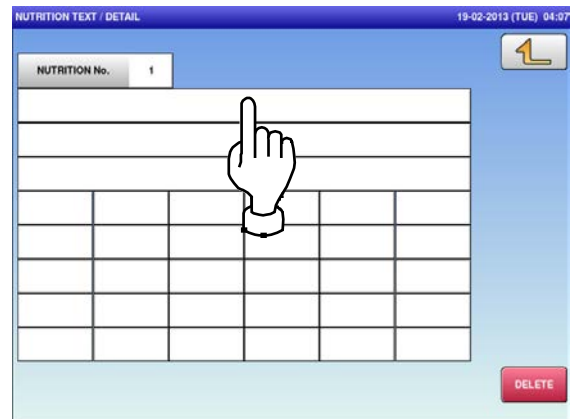 NUTRITION TEXT / DETAIL 19-02-2013 (TUE) 04:07
NUTRITION No. 1
DELETE